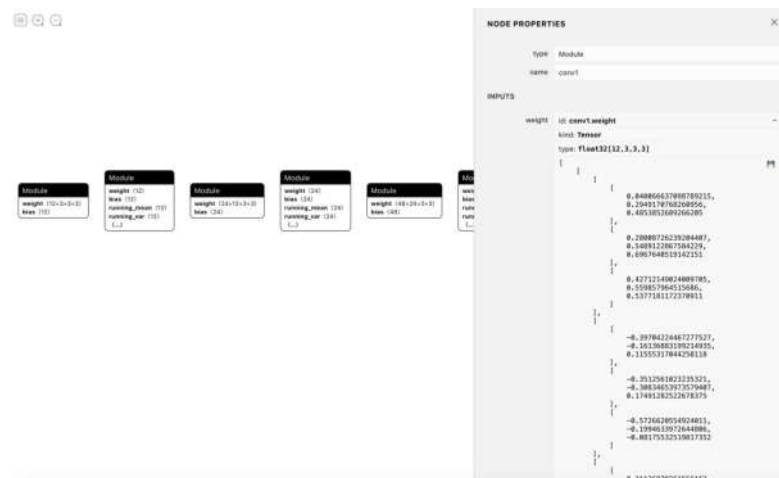 NODE PROPERTIES
type Module
name conv1
INPUTS
weight id: conv1.weight
kind: Tensor
type: float32[12,3,3,3]
[
[
[
[
0.040066637098789215,
0.2949170768260956,
0.4853852609266205
],
[
0.28008726239204407,
0.5489122867584229,
0.6967640519142151
],
[
0.42712149024009705,
0.559857964515686,
0.5377181172370911
]
],
[
[
-0.39704224467277527,
-0.16136883199214935,
0.11555317044258118
],
[
-0.3512561023235321,
-0.30834653973579407,
0.17491282522678375
],
[
-0.5726620554924011,
-0.1994633972644806,
-0.08175532519817352
]
],
[
[
Module
weight (12×3×3×3)
bias (12)
Module
weight (12)
bias (12)
running_mean (12)
running_var (12)
(...)
Module
weight (24×12×3×3)
bias (24)
Module
weight (24)
bias (24)
running_mean (24)
running_var (24)
(...)
Module
weight (48×24×3×3)
bias (48)